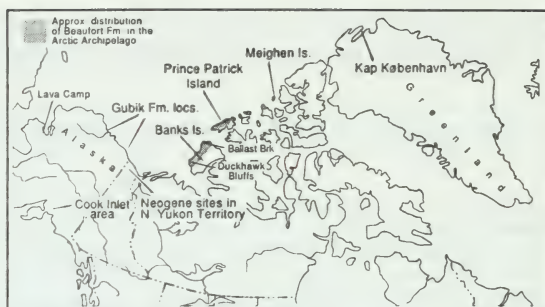 Approx distribution
of Beaufort Fm in the
Arctic Archipelago
Meighen Is.
Prince Patrick
Island
Kap København
Lava Camp
Gubik Fm. locs.
Banks Is.
Ballast Brk
Duckhawk
Bluffs
Alaska
Greenland
Cook Inlet
area
Neogene sites in
N Yukon Territory